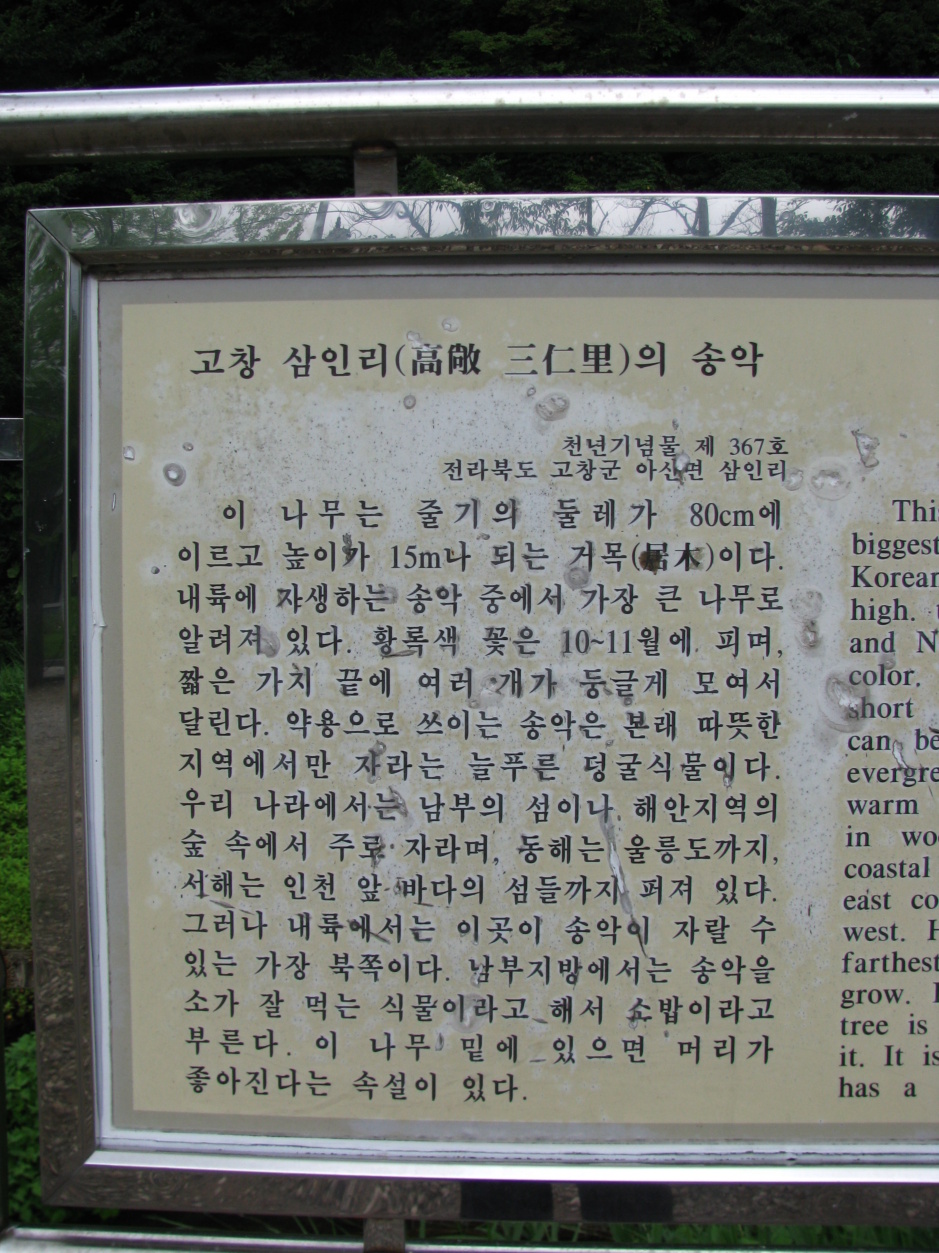 고창 삼인리(高敞 三仁里)의 송악
천년기념물 제 367호
전라북도 고창군 아산면 삼인리
이 나무는 줄기의 둘레가 80cm에
이르고 높이가 15m나 되는 거목(居木)이다.
내륙에 자생하는 송악 중에서 가장 큰 나무로
알려져 있다. 황록색 꽃은 10~11월에 피며,
짧은 가치 끝에 여러 개가 둥글게 모여서
달린다. 약용으로 쓰이는 송악은 본래 따뜻한
지역에서만 자라는 늘푸른 덩굴식물이다.
우리 나라에서는 남부의 섬이나 해안지역의
숲 속에서 주로 자라며, 동해는 울릉도까지,
서해는 인천 앞 바다의 섬들까지 퍼져 있다.
그러나 내륙에서는 이곳이 송악이 자랄 수
있는 가장 북쪽이다. 남부지방에서는 송악을
소가 잘 먹는 식물이라고 해서 소밥이라고
부른다. 이 나무 밑에 있으면 머리가
좋아진다는 속설이 있다.
This
biggest
Korean
high.
and N
color.
short
can be
evergre
warm
in woo
coastal
east co
west. H
farthest
grow. I
tree is
it. It is
has a